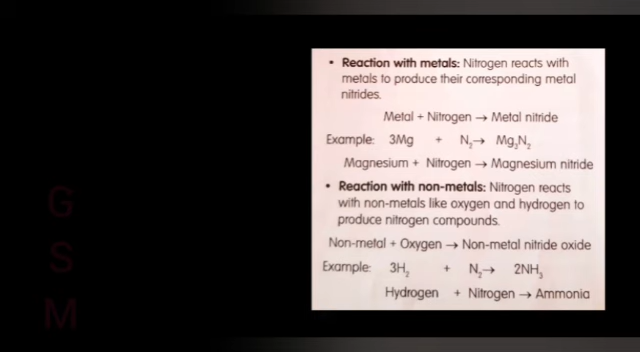 • Reaction with metals: Nitrogen reacts with
metals to produce their corresponding metal
nitrides.
Metal + Nitrogen → Metal nitride
Example: 3Mg + N₂→ Mg₃N₂
Magnesium + Nitrogen → Magnesium nitride
• Reaction with non-metals: Nitrogen reacts
with non-metals like oxygen and hydrogen to
produce nitrogen compounds.
Non-metal + Oxygen → Non-metal nitride oxide
Example: 3H₂ + N₂→ 2NH₃
Hydrogen + Nitrogen → Ammonia
G
S
M